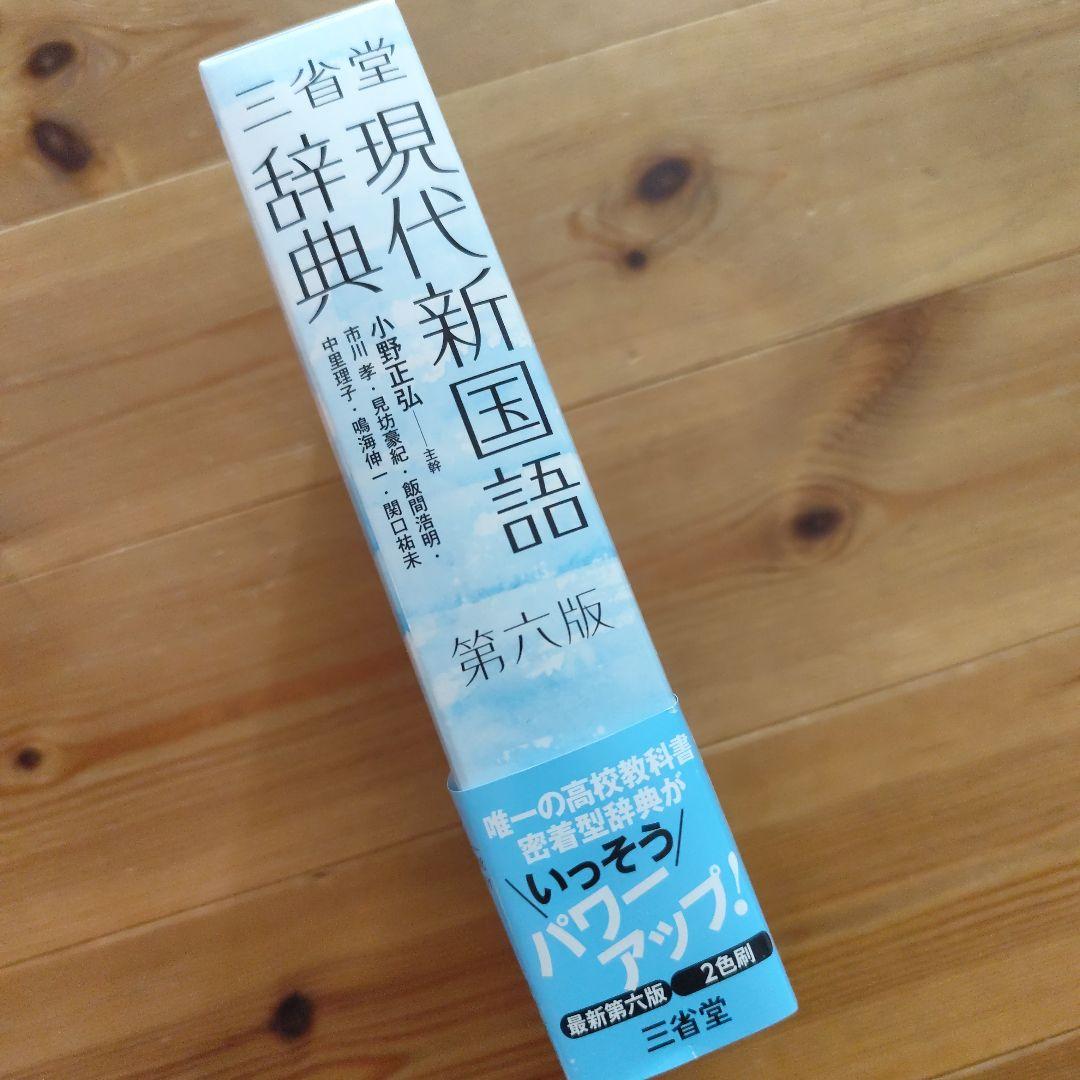 三省堂
現代新国語
辞典
小野正弘――主幹
市川 孝・見坊豪紀・飯間浩明・
中里理子・鳴海伸一・関口祐未
第六版
唯一の高校教科書
密着型辞典が
\いっそう/
パワー
アップ!
最新第六版
2色刷
三省堂